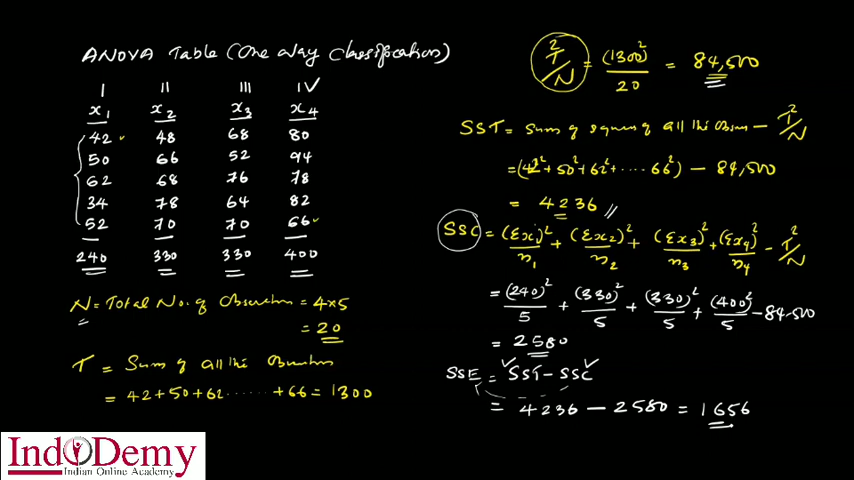 ANOVA Table (One Way Classification)
I II III IV ✓
x₁ x₂ x₃ x₄
42 48 68 80
50 66 52 94
62 68 76 78
34 78 64 82
52 70 70 66
240 330 330 400
N = Total No. of Observation = 4×5
= 20
T = Sum of all the Observation
= 42+50+62.......+66 = 1300
T²/N = (1300)²/20 = 84,500
SST = Sum of square of all the Obser – T²/N
= (42²+50²+62²+.....66²) – 84,500
= 4236 //
SSC = (Σx₁)²/n₁ + (Σx₂)²/n₂ + (Σx₃)²/n₃ + (Σx₄)²/n₄ – T²/N
= (240)²/5 + (330)²/5 + (330)²/5 + (400)²/5 – 84,500
= 2580
SSE = SST – SSC
= 4236 – 2580 = 1656
IndoDemy
Indian Online Academy